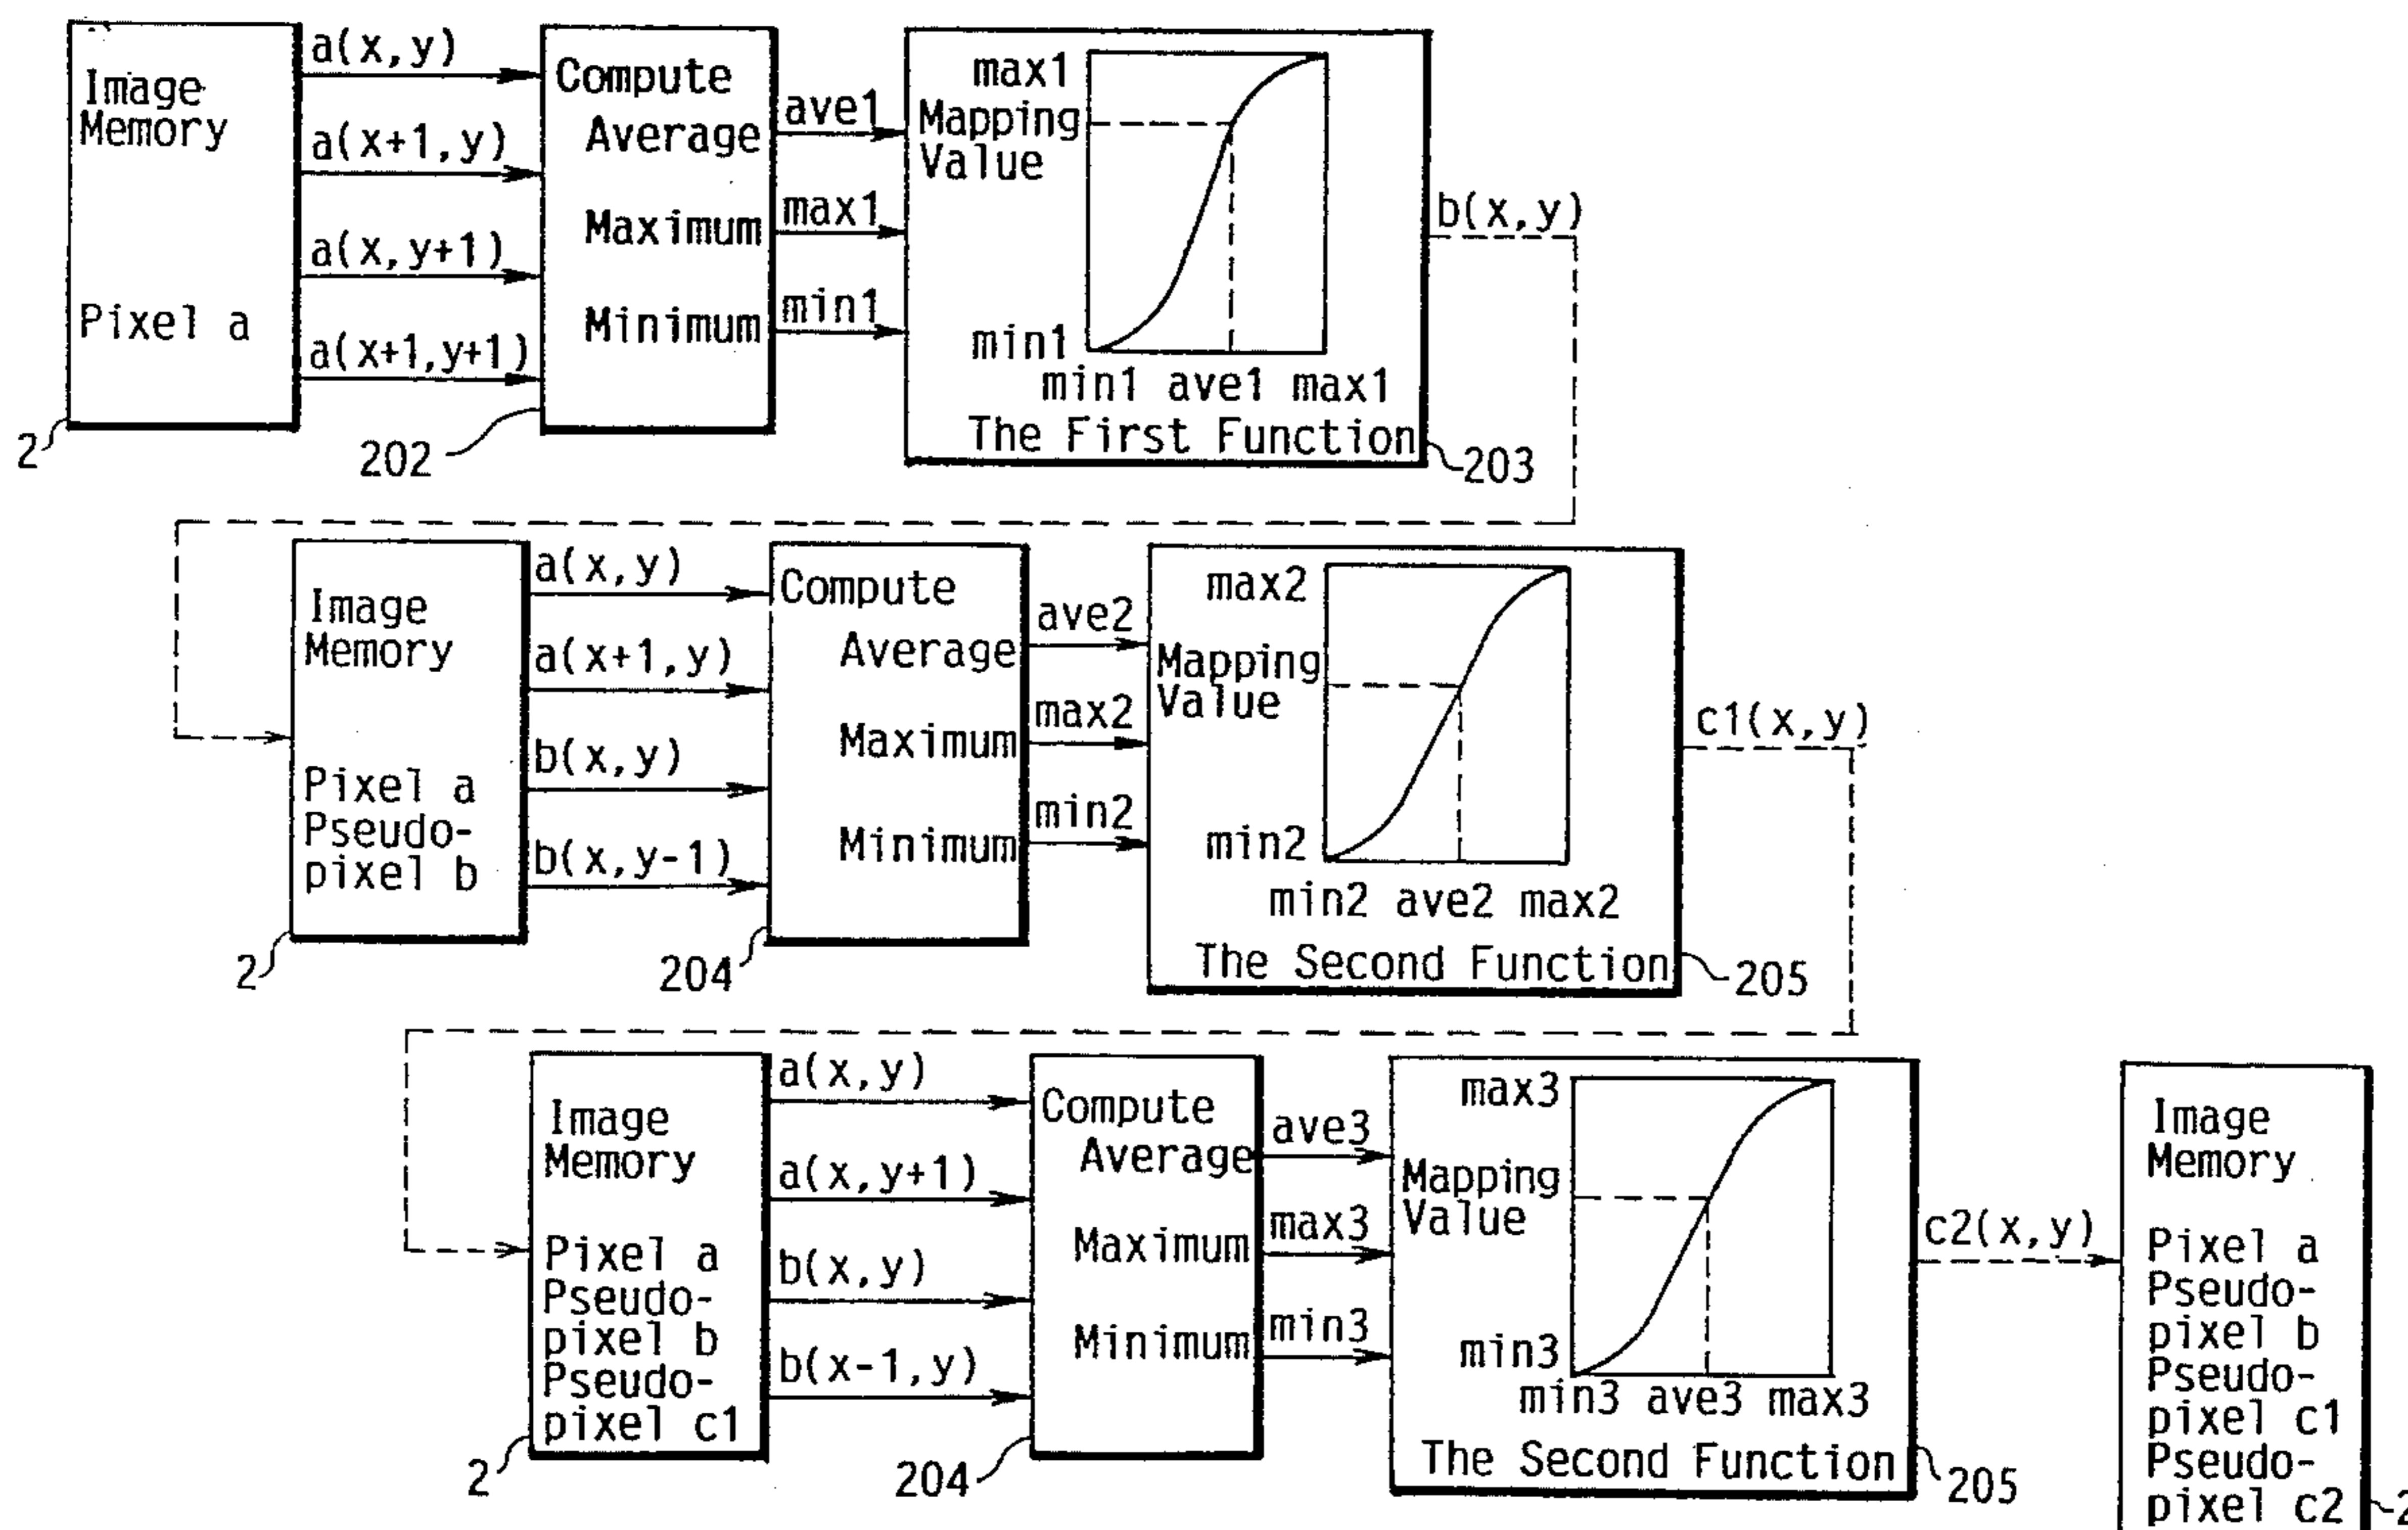 Image
Memory
Pixel a
2
a(x,y)
a(x+1,y)
a(x,y+1)
a(x+1,y+1)
Compute
Average
Maximum
Minimum
202
ave1
max1
min1
max1
Mapping
Value
min1
min1 ave1 max1
The First Function
203
b(x,y)
Image
Memory
Pixel a
Pseudo-
pixel b
2
a(x,y)
a(x+1,y)
b(x,y)
b(x,y-1)
Compute
Average
Maximum
Minimum
204
ave2
max2
min2
max2
Mapping
Value
min2
min2 ave2 max2
The Second Function
205
c1(x,y)
Image
Memory
Pixel a
Pseudo-
pixel b
Pseudo-
pixel c1
2
a(x,y)
a(x,y+1)
b(x,y)
b(x-1,y)
Compute
Average
Maximum
Minimum
204
ave3
max3
min3
max3
Mapping
Value
min3
min3 ave3 max3
The Second Function
205
c2(x,y)
Image
Memory
Pixel a
Pseudo-
pixel b
Pseudo-
pixel c1
Pseudo-
pixel c2